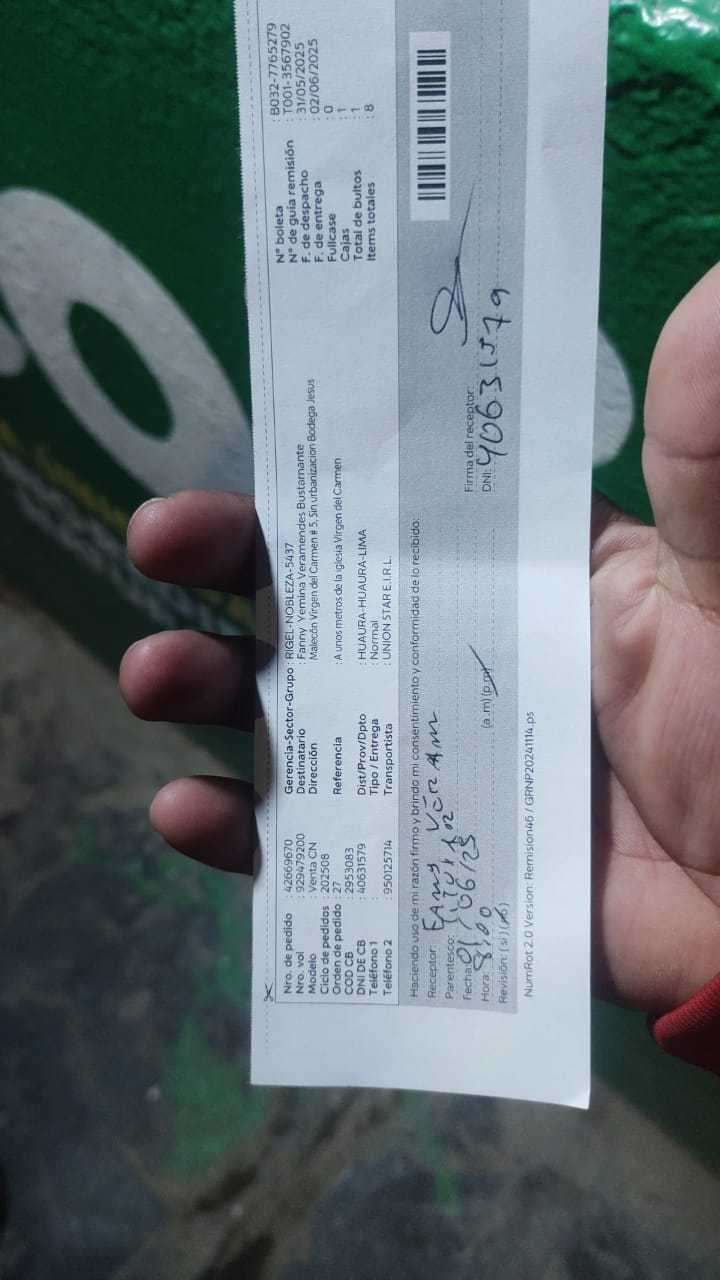 Nro. de pedido : 42669670
Nro. vol : 929479200
Modelo : Venta CN
Ciclo de pedidos : 202508
Orden de pedido : 27
COD CB : 2953083
DNI DE CB : 40631579
Teléfono 1 :
Teléfono 2 : 950125714
Gerencia-Sector-Grupo : RIGEL-NOBLEZA-5437
Destinatario : Fanny Yemina Veramendes Bustamante
Dirección Malecón Virgen del Carmen # 5, Sin urbanizacion Bodega Jesus
Referencia : A unos metros de la iglesia Virgen del Carmen
Dist/Prov/Dpto : HUAURA-HUAURA-LIMA
Tipo / Entrega : Normal
Transportista : UNION STAR E.I.R.L.
N° boleta : B032-7765279
N° de guía remisión : T001-3567902
F. de despacho : 31/05/2025
F. de entrega : 02/06/2025
Fullcase : 0
Cajas : 1
Total de bultos : 1
Items totales : 8
Haciendo uso de mi razón firmo y brindo mi consentimiento y conformidad de lo recibido:
Receptor:
Parentesco: Titular
Fecha: 01/06/25
Hora: 8:00 (a.m)(p.m)
Revisión: (si)(no)
Firma del receptor:
DNI: 40631579
NumRot 2.0 Version: Remision46 / GRNP20241114.ps